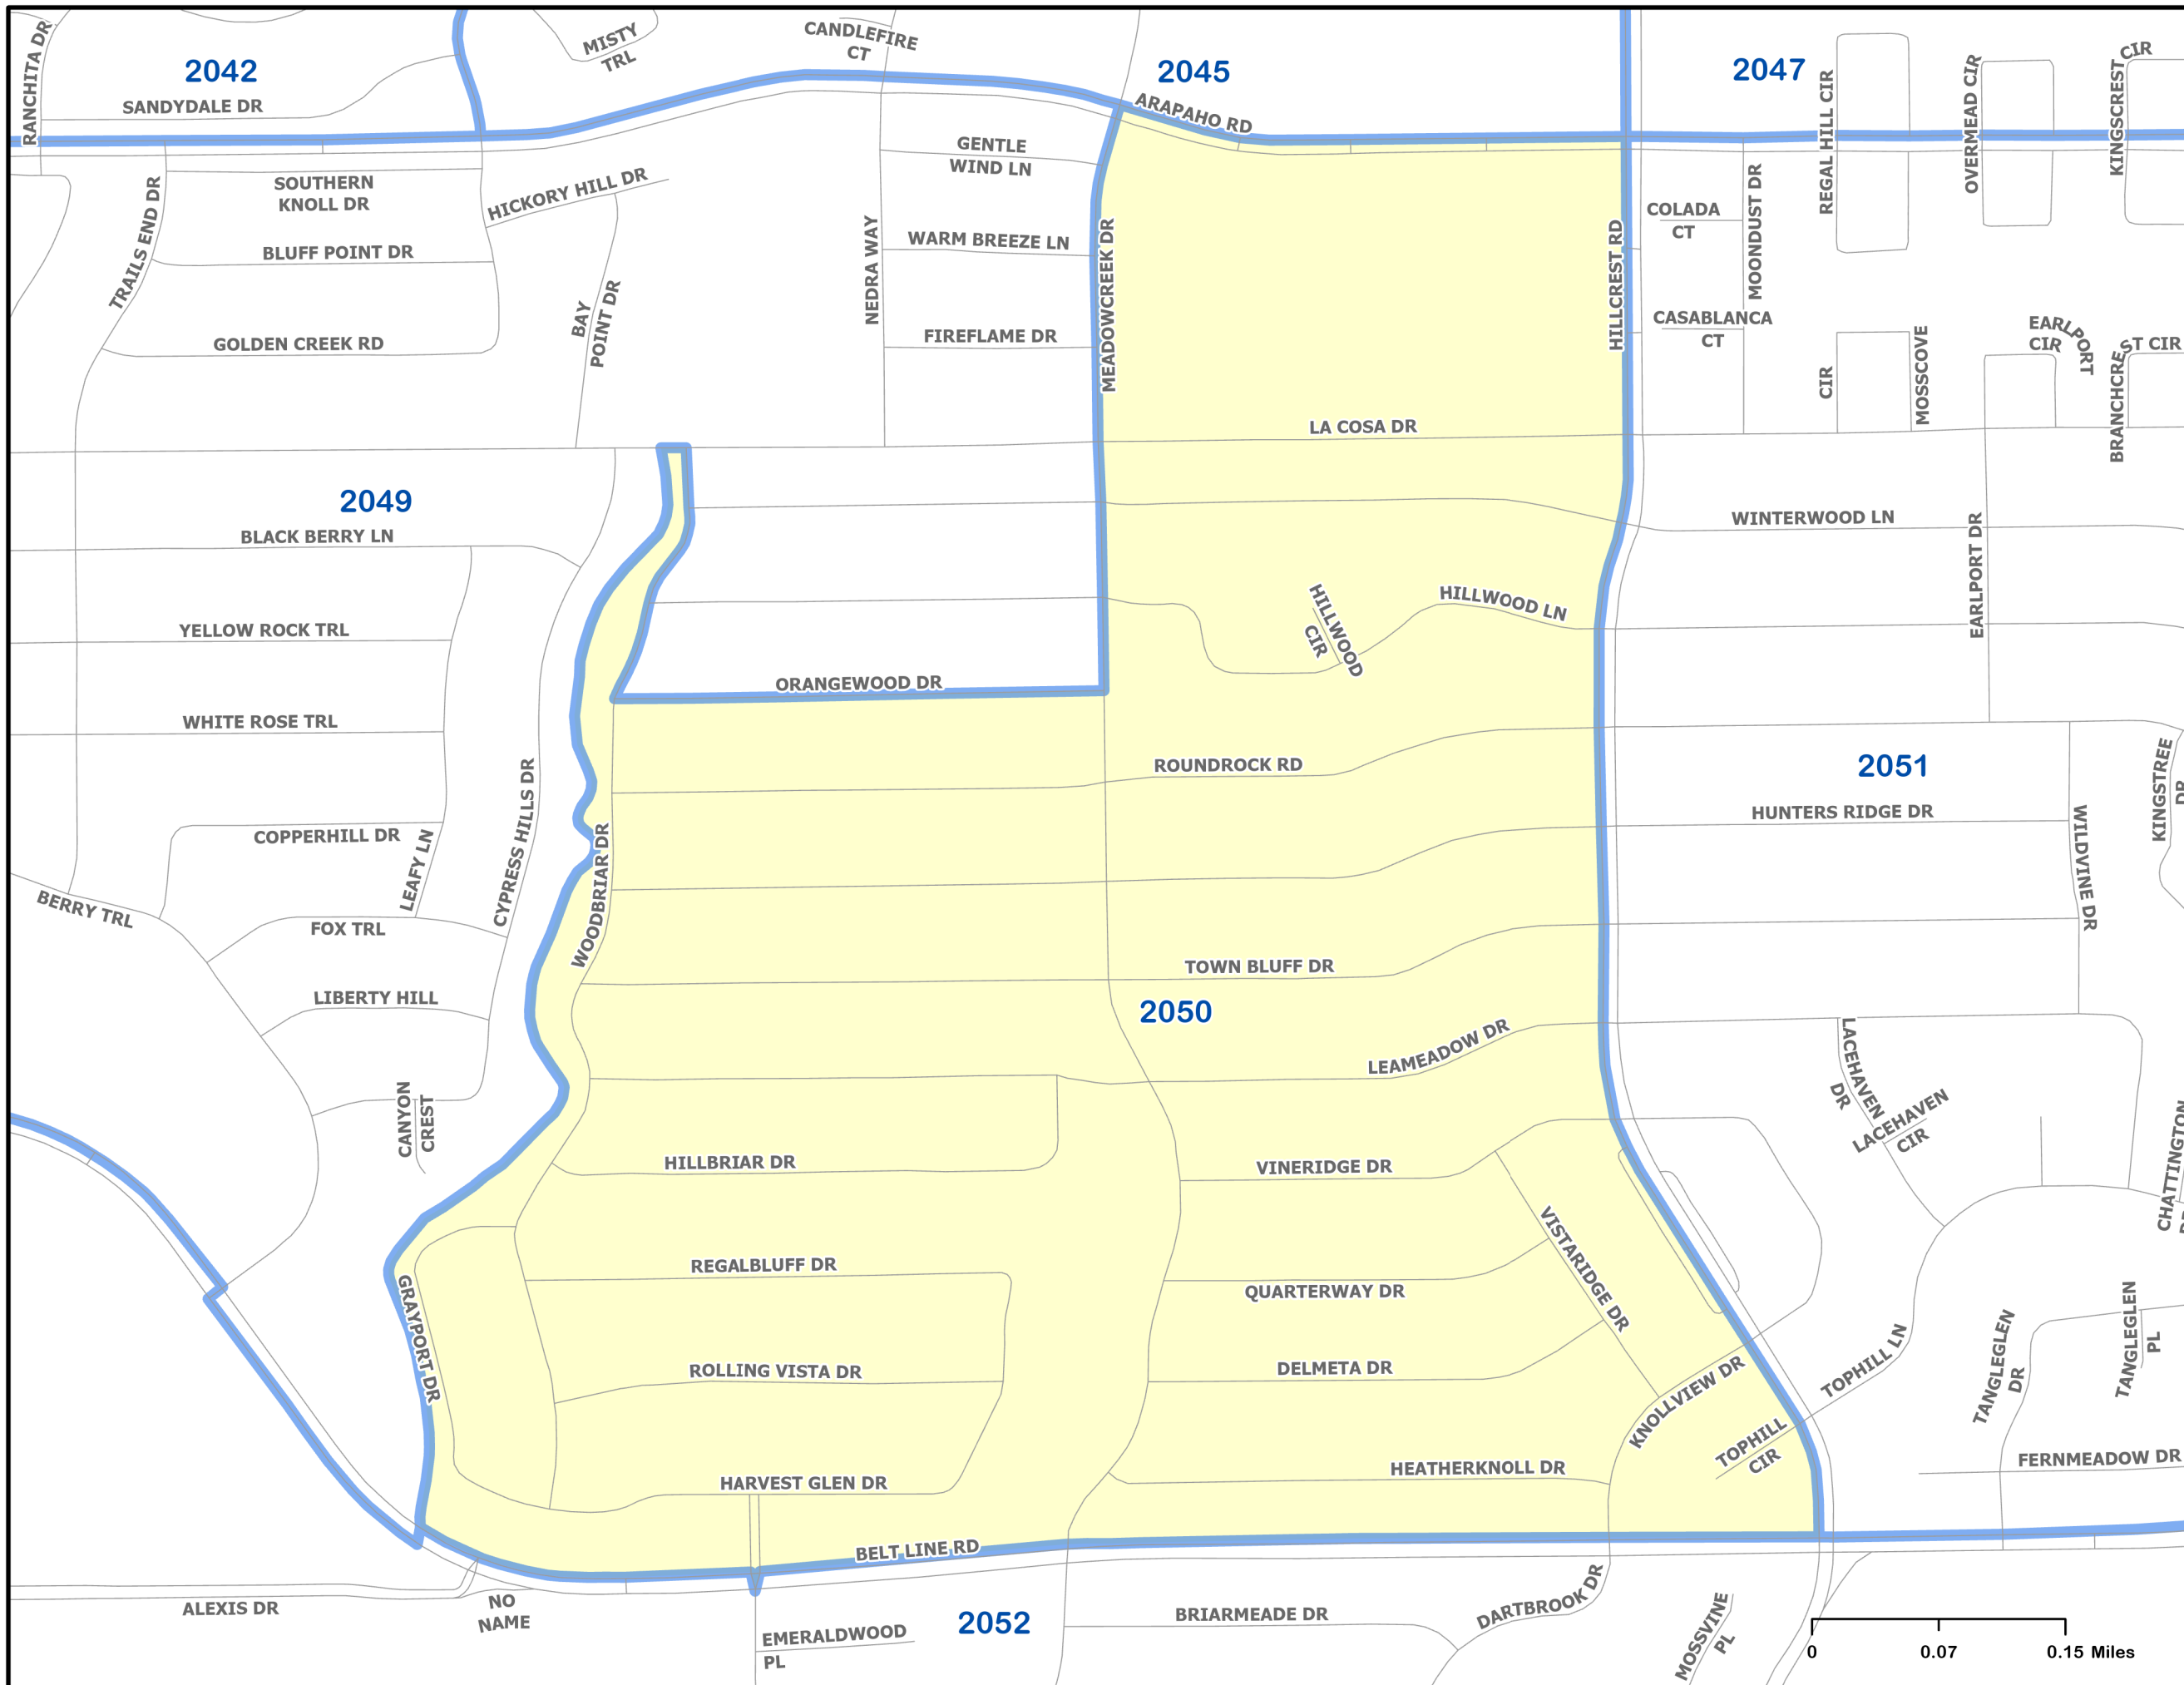 RANCHITA DR
2042
SANDYDALE DR
MISTY
TRL
CANDLEFIRE
CT
2045
ARAPAHO RD
2047
REGAL HILL CIR
OVERMEAD CIR
KINGSCREST
CIR
SOUTHERN
KNOLL DR
HICKORY HILL DR
TRAILS END DR
BLUFF POINT DR
GOLDEN CREEK RD
BAY
POINT DR
NEDRA WAY
GENTLE
WIND LN
WARM BREEZE LN
FIREFLAME DR
MEADOWCREEK DR
HILLCREST RD
COLADA
CT
MOONDUST DR
CASABLANCA
CT
CIR
MOSSCOVE
EARLPORT
CIR
BRANCHCREST CIR
LA COSA DR
2049
BLACK BERRY LN
WINTERWOOD LN
EARLPORT DR
YELLOW ROCK TRL
HILLWOOD
CIR
HILLWOOD LN
ORANGEWOOD DR
WHITE ROSE TRL
ROUNDROCK RD
2051
HUNTERS RIDGE DR
WILDVINE DR
KINGSTREE
DR
COPPERHILL DR
LEAFY LN
CYPRESS HILLS DR
WOODBRIAR DR
BERRY TRL
FOX TRL
LIBERTY HILL
TOWN BLUFF DR
2050
LEAMEADOW DR
LACEHAVEN
DR
LACEHAVEN
CIR
CANYON
CREST
HILLBRIAR DR
VINERIDGE DR
CHATTINGTON
VISTARIDGE DR
REGALBLUFF DR
QUARTERWAY DR
GRAYPORT DR
ROLLING VISTA DR
DELMETA DR
KNOLLVIEW DR
TOPHILL LN
TANGLEGLEN
DR
TANGLEGLEN
PL
TOPHILL
CIR
HARVEST GLEN DR
HEATHERKNOLL DR
FERNMEADOW DR
BELT LINE RD
ALEXIS DR
NO
NAME
2052
EMERALDWOOD
PL
BRIARMEADE DR
DARTBROOK DR
MOSSVINE
PL
0
0.07
0.15 Miles